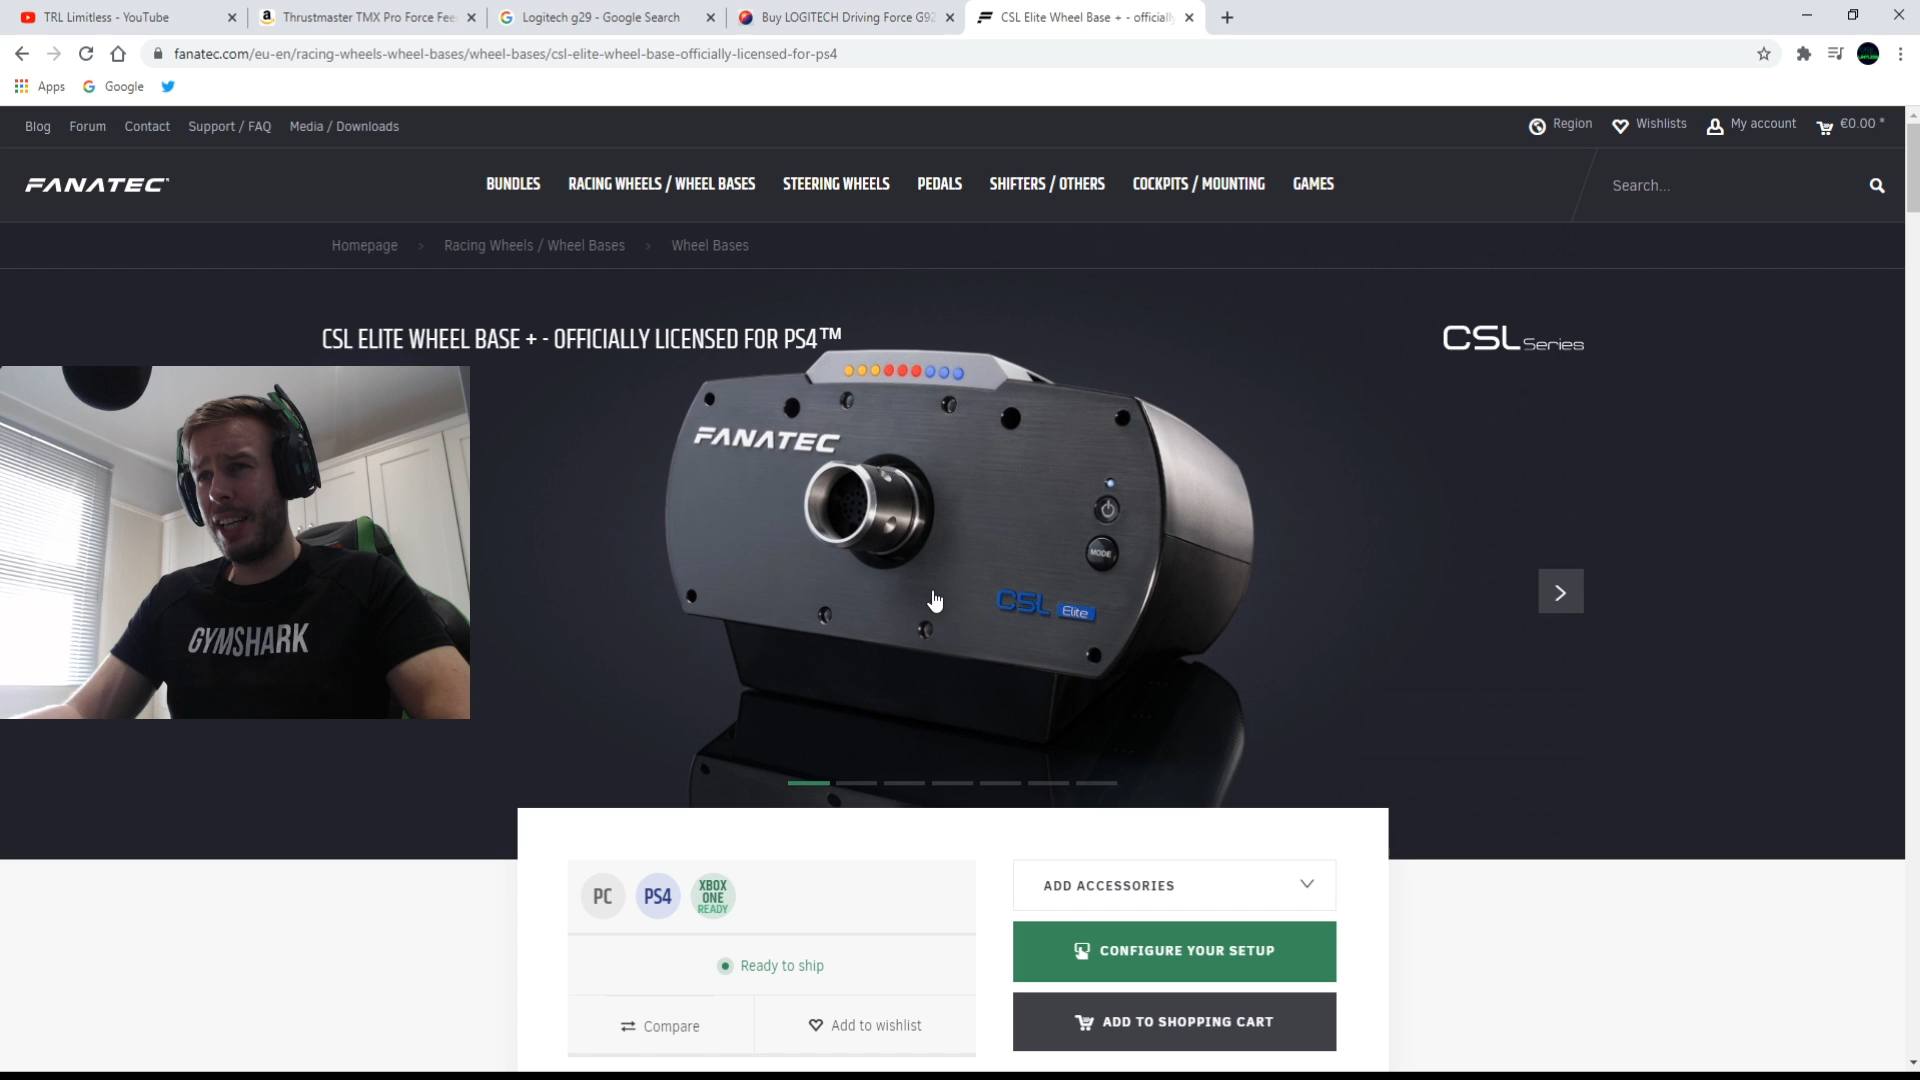 TRL Limitless - YouTube
Thrustmaster TMX Pro Force Fee
Logitech g29 - Google Search
Buy LOGITECH Driving Force G92
CSL Elite Wheel Base + - officially
fanatec.com/eu-en/racing-wheels-wheel-bases/wheel-bases/csl-elite-wheel-base-officially-licensed-for-ps4
Apps
Google
Blog
Forum
Contact
Support / FAQ
Media / Downloads
Region
Wishlists
My account
€0.00 *
FANATEC
BUNDLES
RACING WHEELS / WHEEL BASES
STEERING WHEELS
PEDALS
SHIFTERS / OTHERS
COCKPITS / MOUNTING
GAMES
Search...
Homepage > Racing Wheels / Wheel Bases > Wheel Bases
CSL ELITE WHEEL BASE + - OFFICIALLY LICENSED FOR PS4™
CSL Series
FANATEC
MODE
CSL Elite
GYMSHARK
PC
PS4
XBOX
ONE
READY
ADD ACCESSORIES
CONFIGURE YOUR SETUP
Ready to ship
ADD TO SHOPPING CART
Compare
Add to wishlist